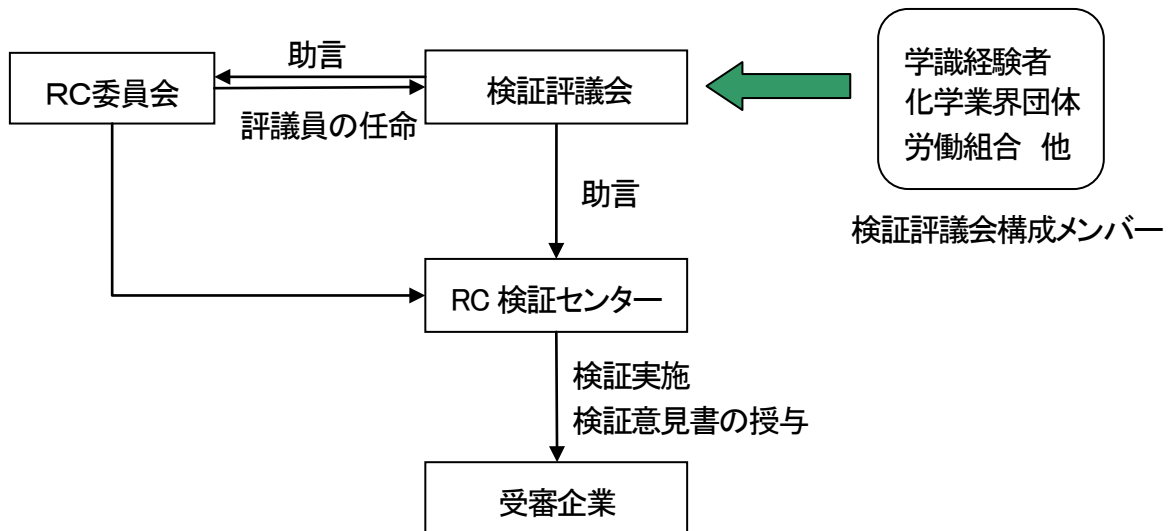 助言
RC委員会
検証評議会
評議員の任命
学識経験者
化学業界団体
労働組合 他
検証評議会構成メンバー
助言
RC 検証センター
検証実施
検証意見書の授与
受審企業